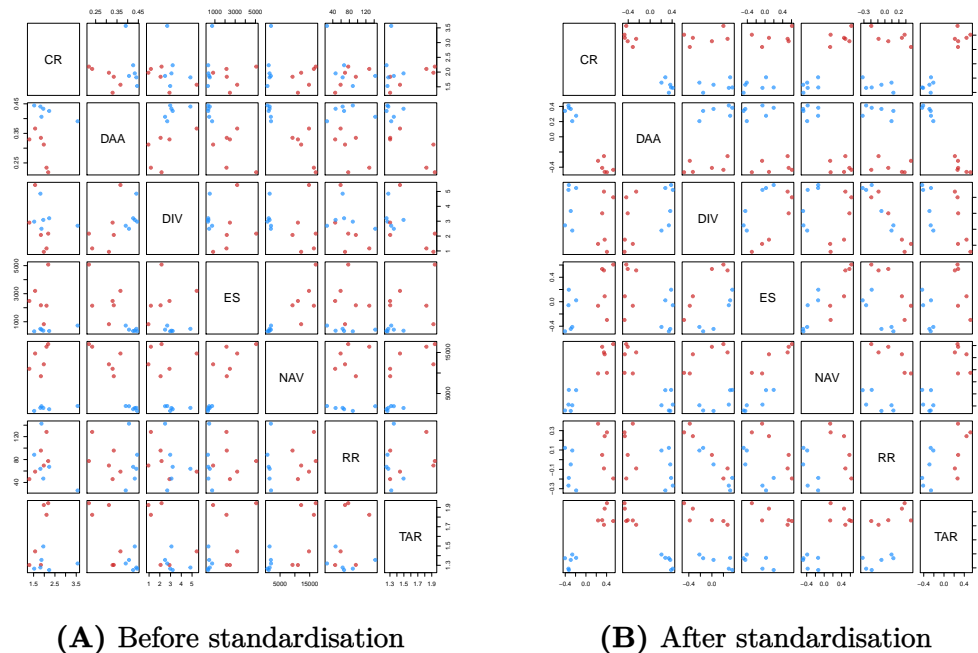 0.25 0.35 0.45 1000 3000 5000 40 80 120 −0.4 0.0 0.4 −0.4 0.0 0.4 −0.3 0.2
CR
1.5 2.0 2.5 3.0 3.5
CR
0.25 0.35 0.45
DAA
−0.4 0.0 0.2 0.4
DAA
DIV
1 2 3 4 5
DIV
1000 3000 5000
ES
−0.4 0.0 0.4
ES
NAV
5000 15000
NAV
40 80 120
RR
−0.3 −0.1 0.1 0.3
RR
TAR
1.3 1.5 1.7 1.9
TAR
1.5 2.5 3.5 1 2 3 4 5 5000 15000 1.3 1.5 1.7 1.9 −0.4 0.0 0.4 −0.4 0.0 0.4 −0.4 0.0 0.4 −0.4 0.0 0.4
(A) Before standardisation (B) After standardisation